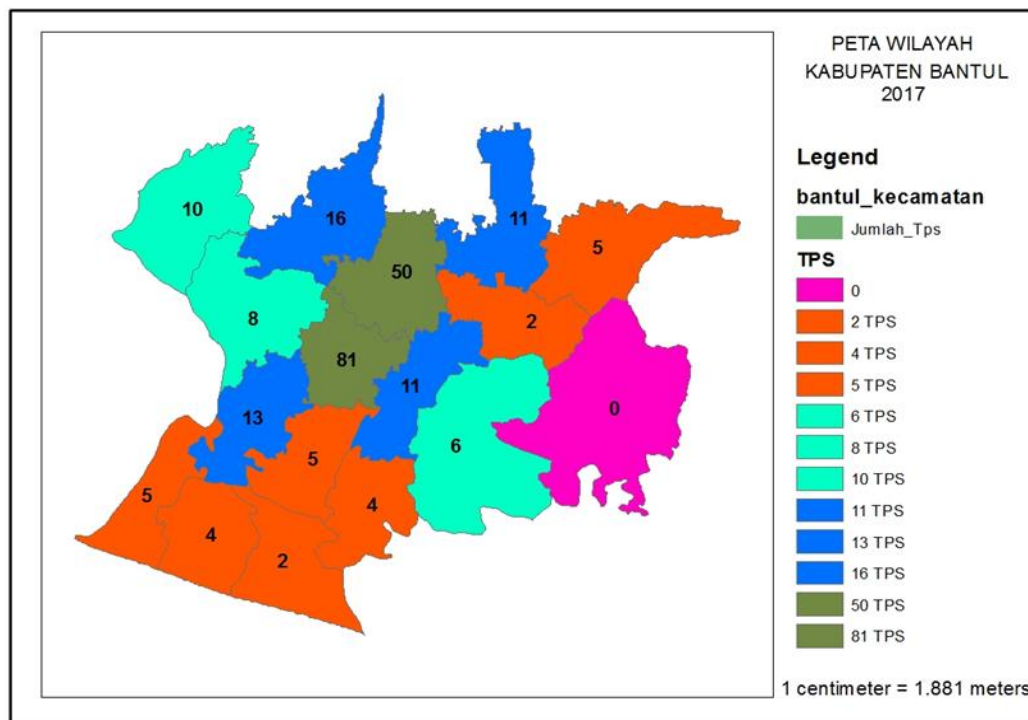 PETA WILAYAH
KABUPATEN BANTUL
2017
Legend
bantul_kecamatan
Jumlah_Tps
TPS
0
2 TPS
4 TPS
5 TPS
6 TPS
8 TPS
10 TPS
11 TPS
13 TPS
16 TPS
50 TPS
81 TPS
1 centimeter = 1.881 meters
10
16
11
5
50
8
2
81
11
0
13
6
5
5
4
4
2